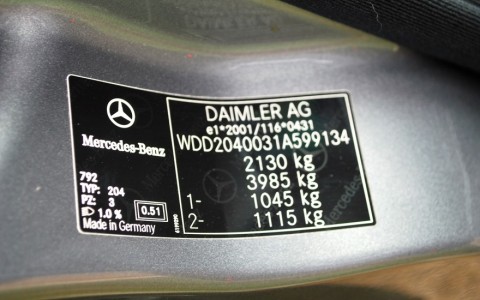 Mercedes-Benz
792
TYP: 204
PZ: 3
1.0 %
0.51
Made in Germany
DAIMLER AG
e1*2001/116*0431
WDD2040031A599134
2130 kg
3985 kg
1- 1045 kg
2- 1115 kg